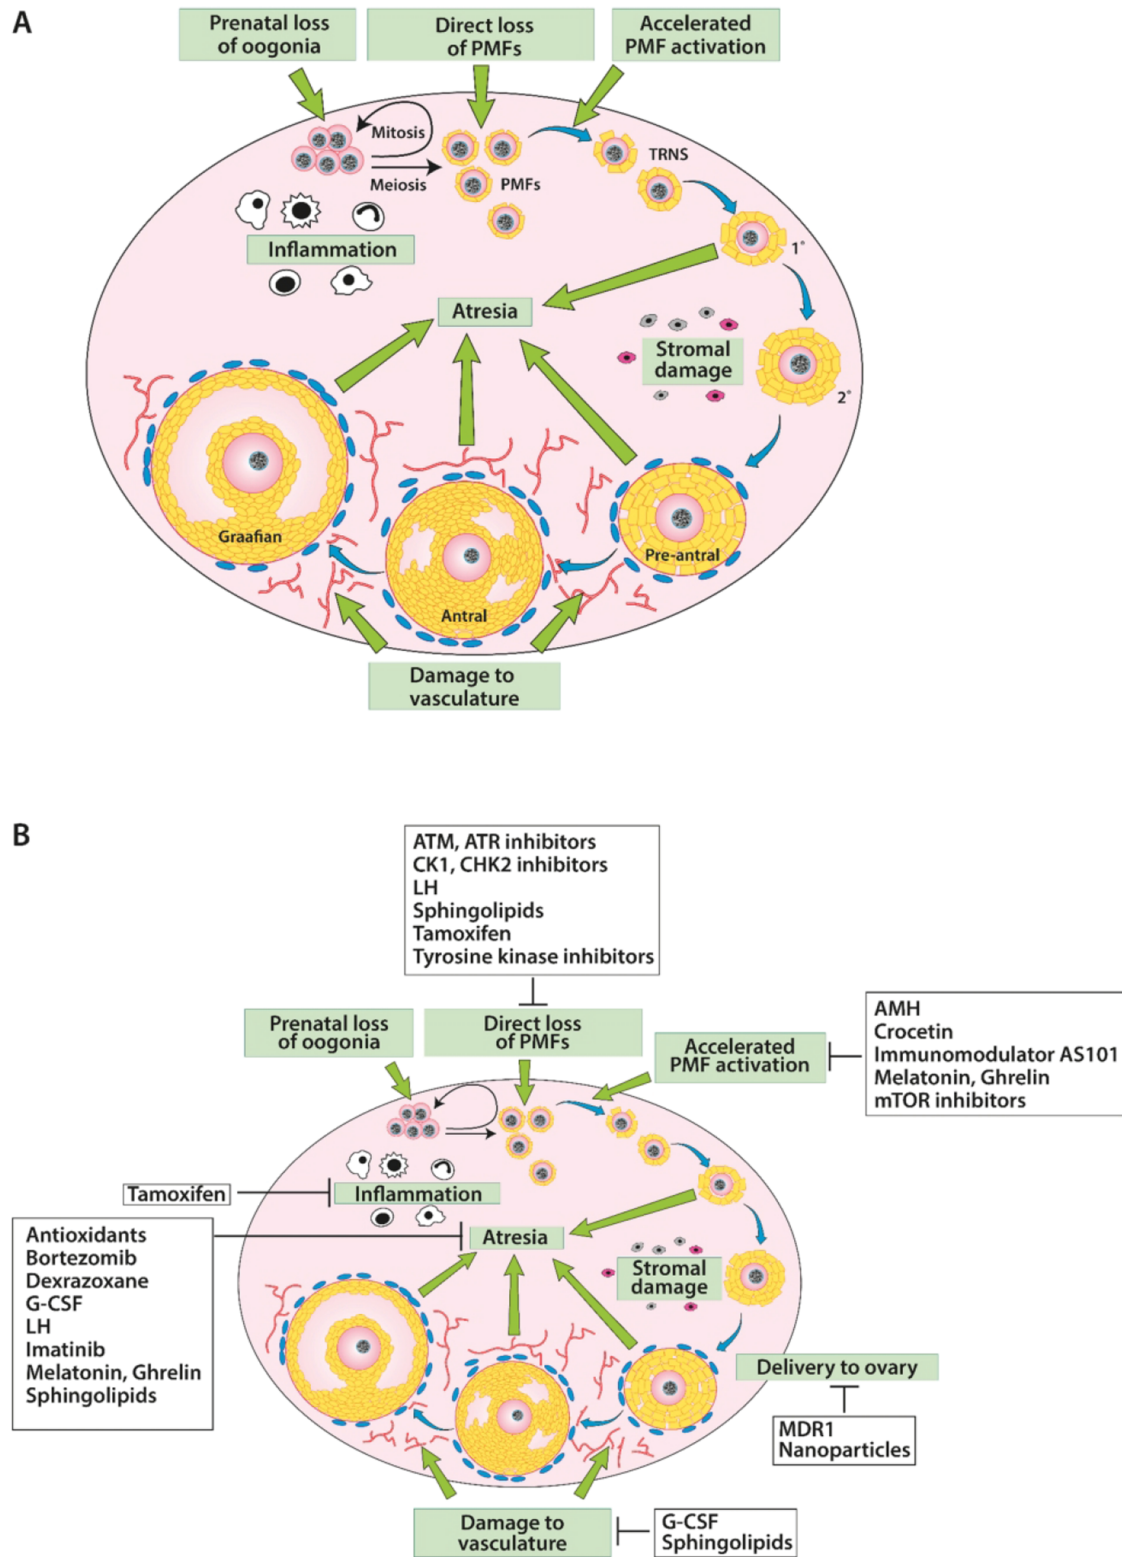 A
Prenatal loss
of oogonia
Direct loss
of PMFs
Accelerated
PMF activation
Mitosis
Meiosis
PMFs
TRNS
1°
Inflammation
Atresia
Stromal
damage
2°
Graafian
Antral
Pre-antral
Damage to
vasculature
B
ATM, ATR inhibitors
CK1, CHK2 inhibitors
LH
Sphingolipids
Tamoxifen
Tyrosine kinase inhibitors
Prenatal loss
of oogonia
Direct loss
of PMFs
Accelerated
PMF activation
AMH
Crocetin
Immunomodulator AS101
Melatonin, Ghrelin
mTOR inhibitors
Tamoxifen
Inflammation
Antioxidants
Bortezomib
Dexrazoxane
G-CSF
LH
Imatinib
Melatonin, Ghrelin
Sphingolipids
Atresia
Stromal
damage
Delivery to ovary
MDR1
Nanoparticles
Damage to
vasculature
G-CSF
Sphingolipids